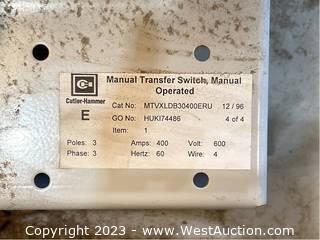 Manual Transfer Switch, Manual
Operated
Cutler-Hammer
E
Cat No: MTVXLDB30400ERU 12 / 96
GO No: HUKI74486 4 of 4
Item: 1
Poles: 3 Amps: 400 Volt: 600
Phase: 3 Hertz: 60 Wire: 4
Copyright 2023 - WestAuction.com